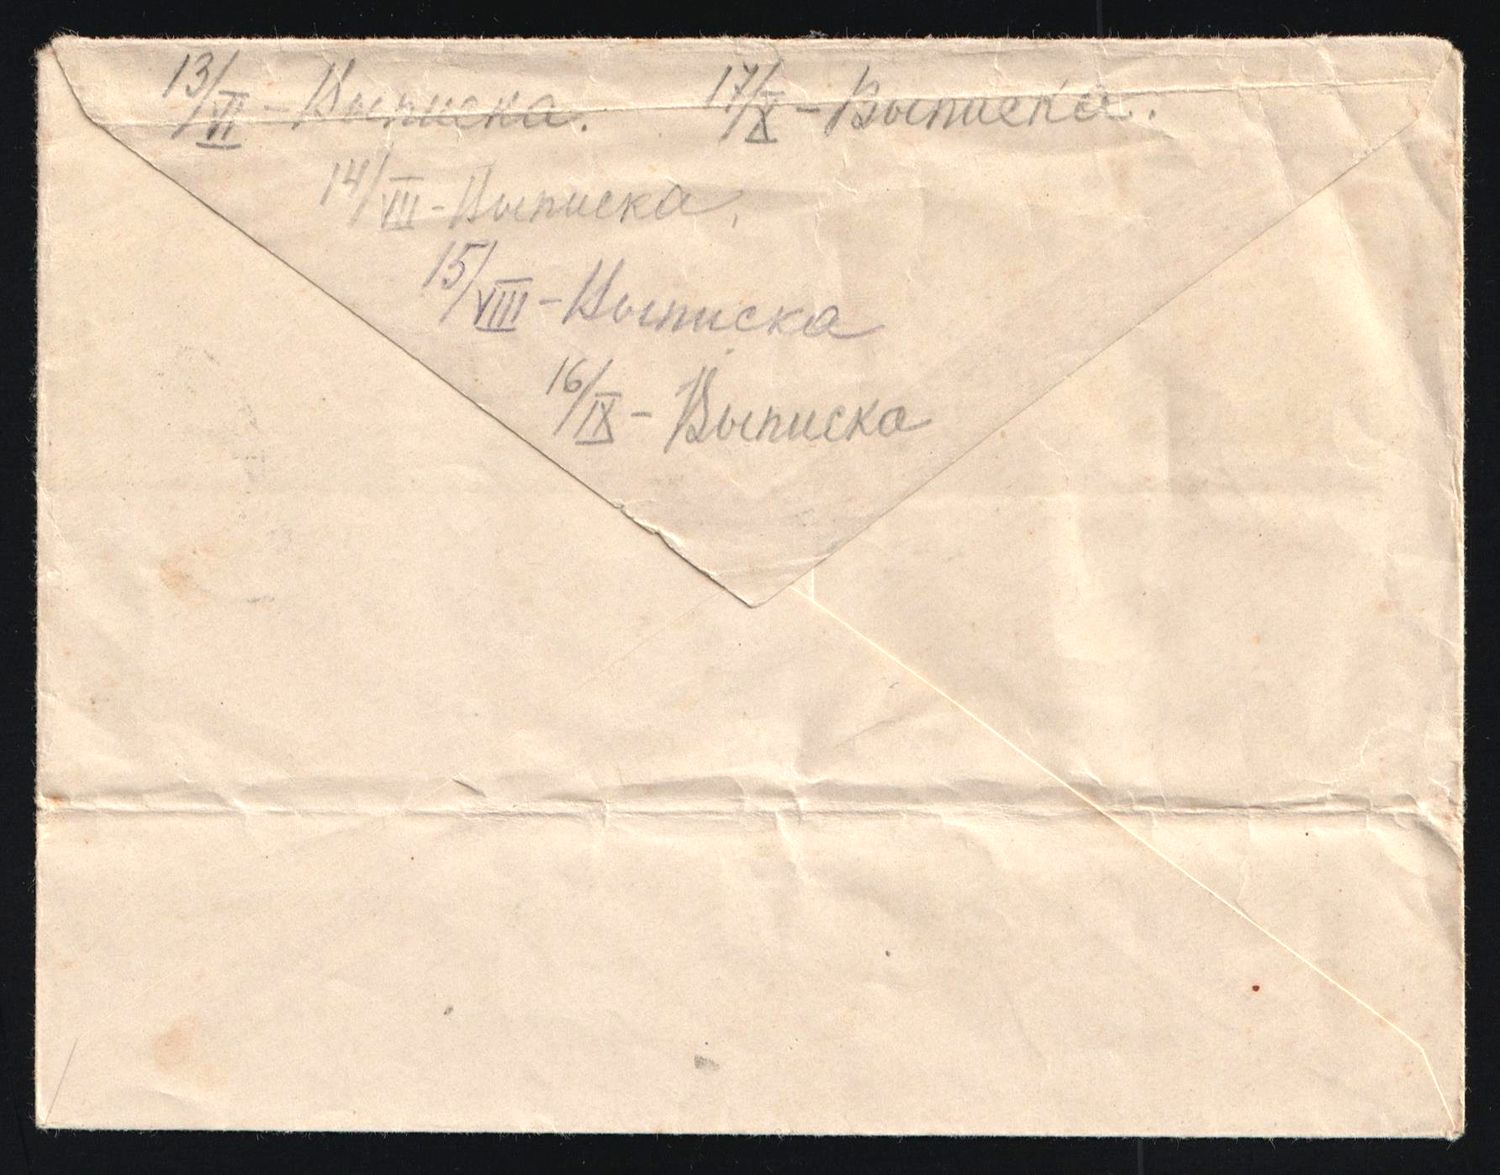 13/VI – Выписка. 17/X – Выписка.
14/VII – Выписка.
15/VIII – Выписка
16/IX – Выписка